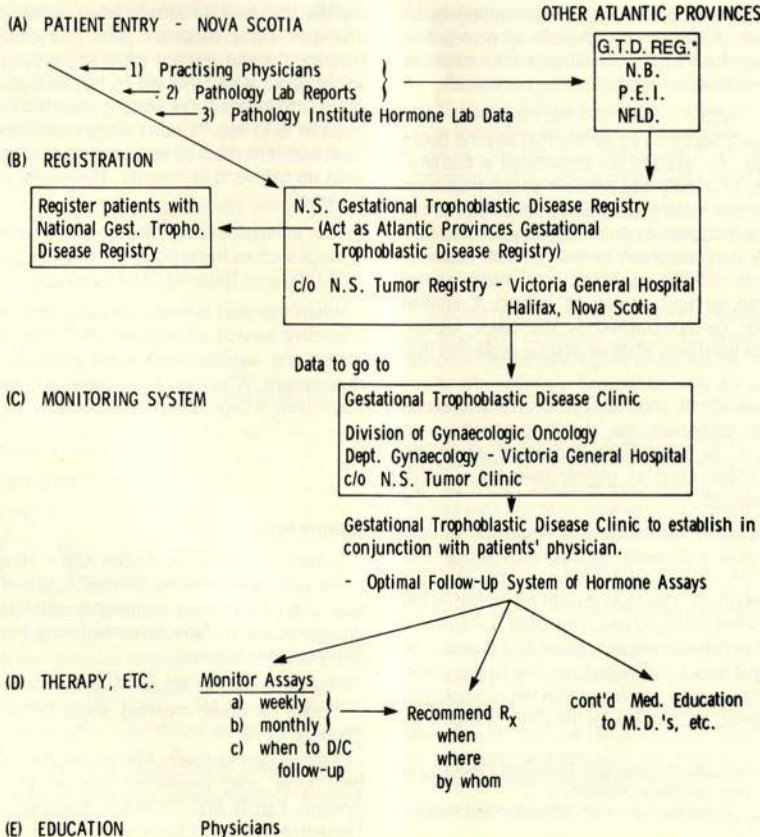 OTHER ATLANTIC PROVINCES
(A) PATIENT ENTRY - NOVA SCOTIA
G.T.D. REG.*
N.B.
P.E.I.
NFLD.
1) Practising Physicians
2) Pathology Lab Reports
3) Pathology Institute Hormone Lab Data
(B) REGISTRATION
Register patients with
National Gest. Tropho.
Disease Registry
N.S. Gestational Trophoblastic Disease Registry
(Act as Atlantic Provinces Gestational
Trophoblastic Disease Registry)
c/o N.S. Tumor Registry - Victoria General Hospital
Halifax, Nova Scotia
Data to go to
(C) MONITORING SYSTEM
Gestational Trophoblastic Disease Clinic
Division of Gynaecologic Oncology
Dept. Gynaecology - Victoria General Hospital
c/o N.S. Tumor Clinic
Gestational Trophoblastic Disease Clinic to establish in
conjunction with patients' physician.
- Optimal Follow-Up System of Hormone Assays
(D) THERAPY, ETC.
Monitor Assays
a) weekly
b) monthly
c) when to D/C
follow-up
Recommend Rx
when
where
by whom
cont'd Med. Education
to M.D.'s, etc.
(E) EDUCATION Physicians